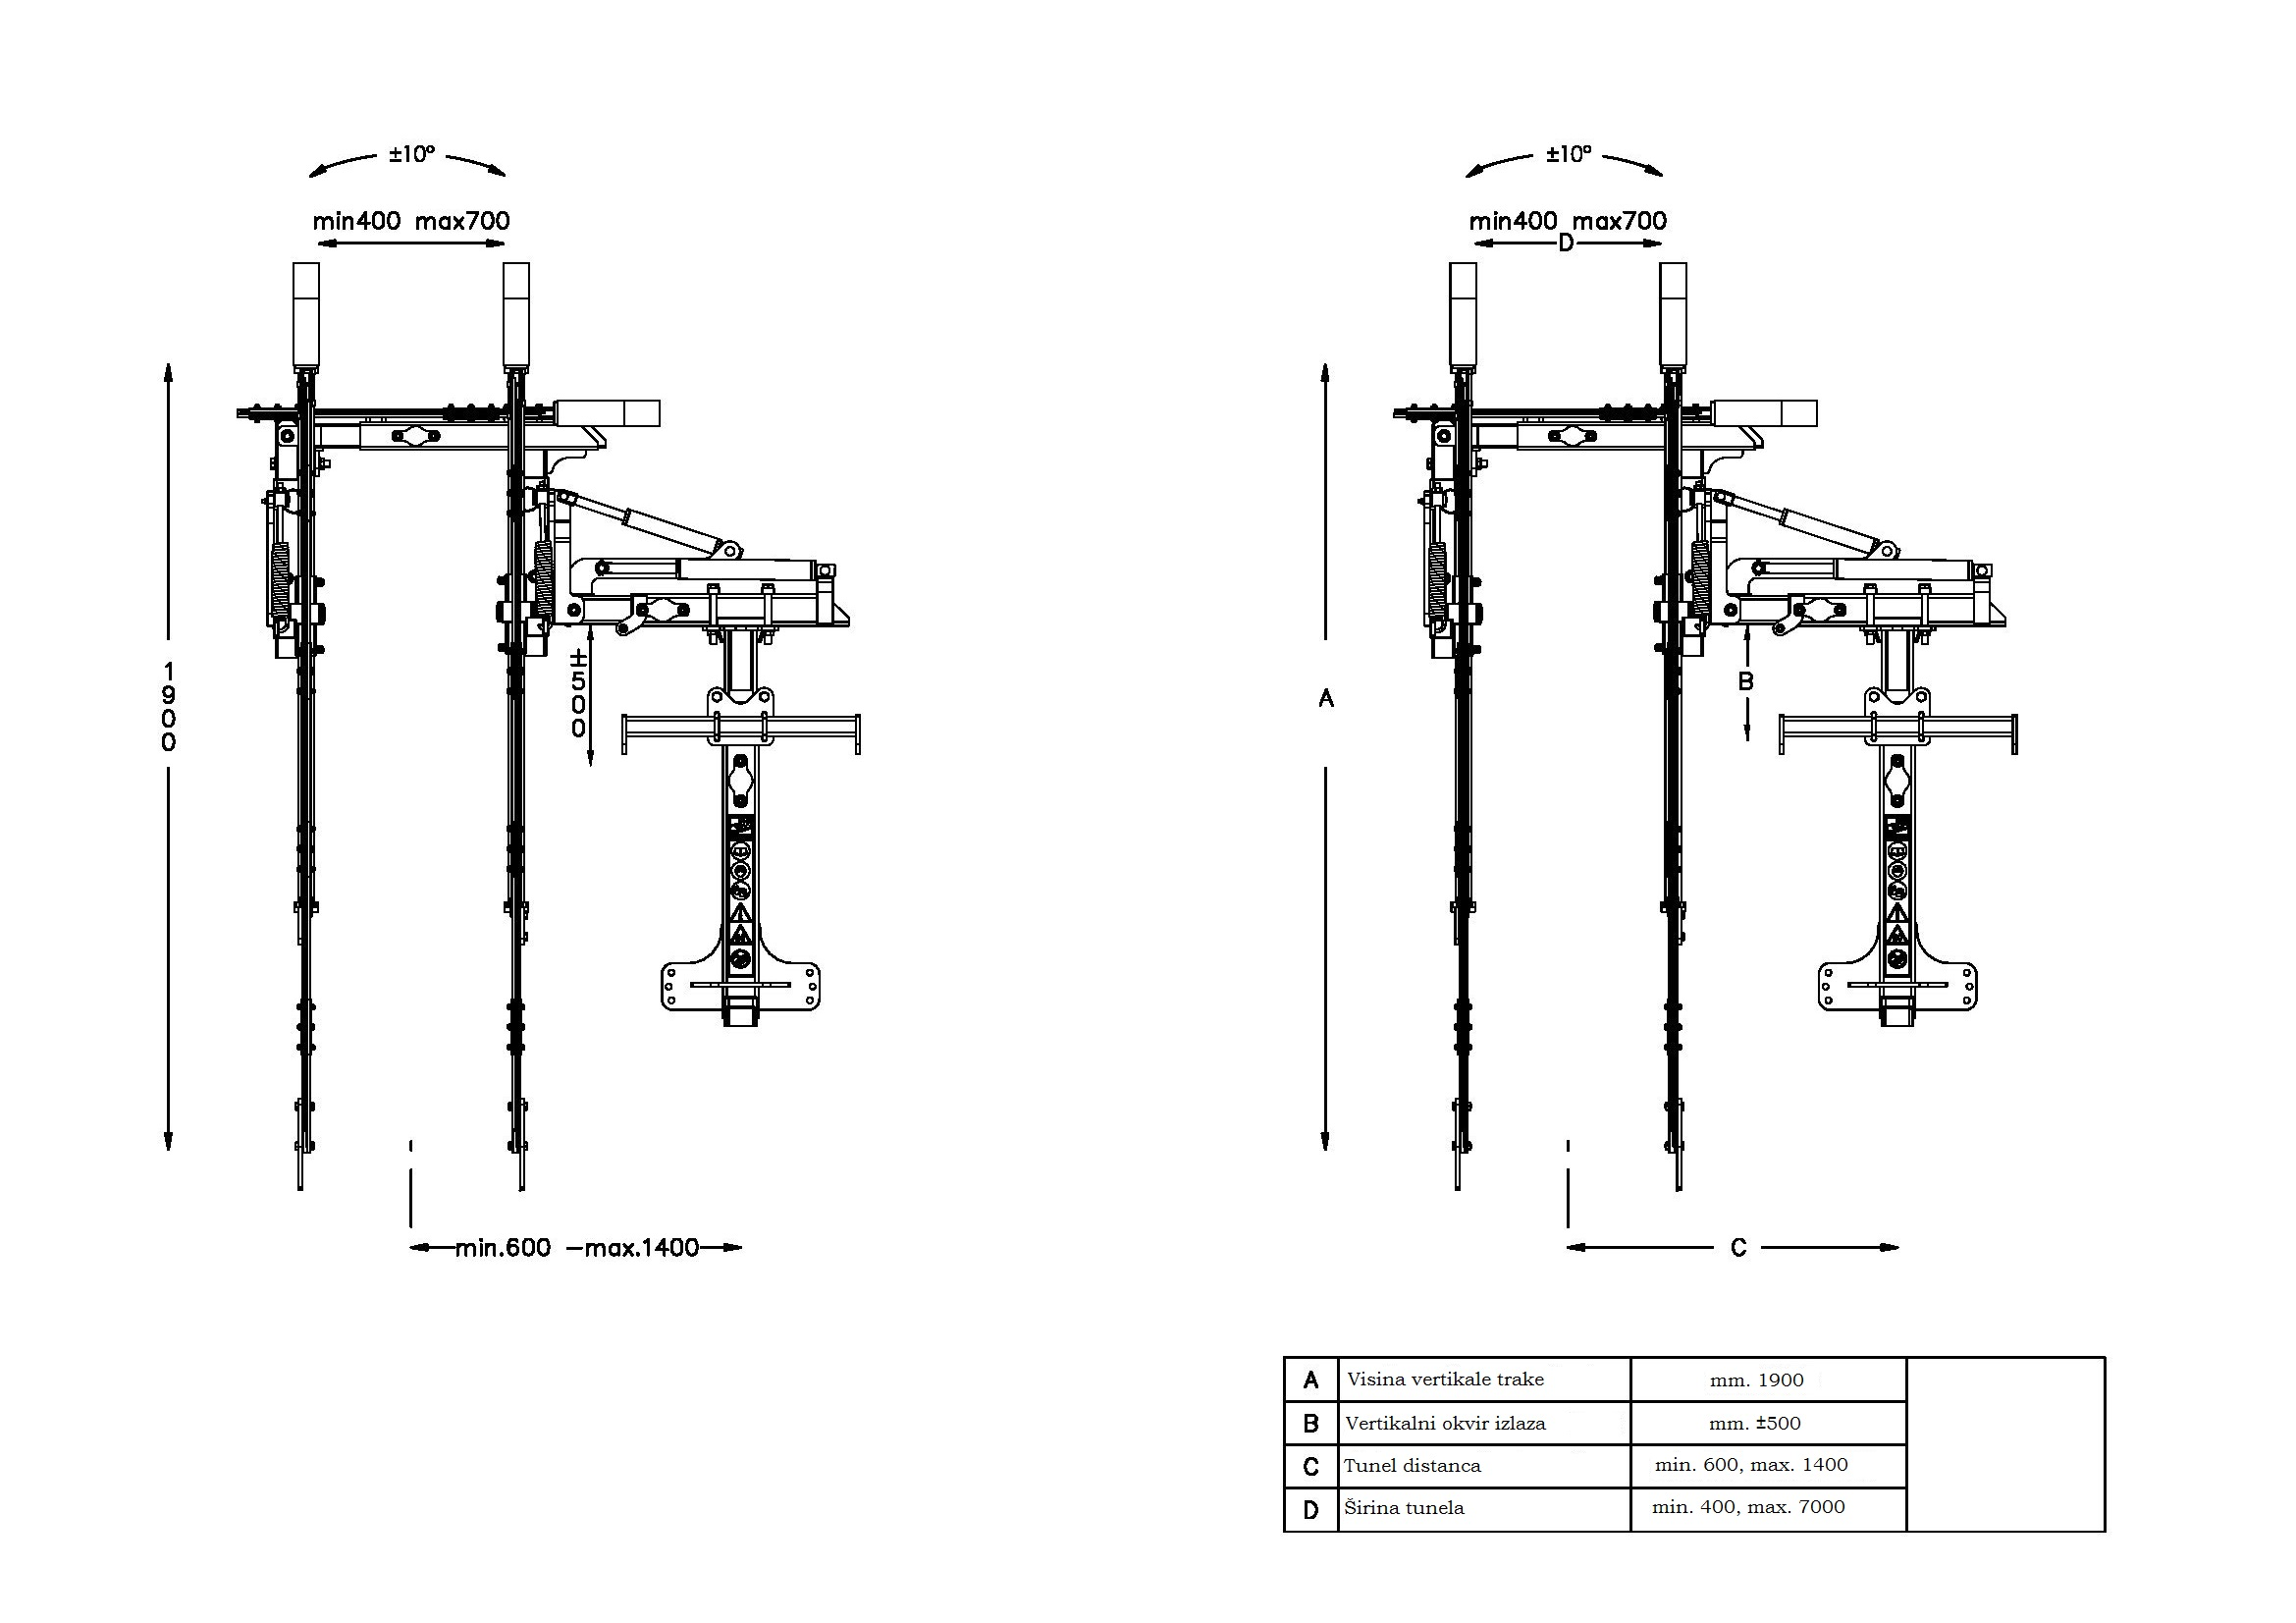 ±10°
min400 max700
1900
±500
min.600 -max.1400
±10°
min400 max700
D
A
B
C
A Visina vertikale trake mm. 1900
B Vertikalni okvir izlaza mm. ±500
C Tunel distanca min. 600, max. 1400
D Širina tunela min. 400, max. 7000